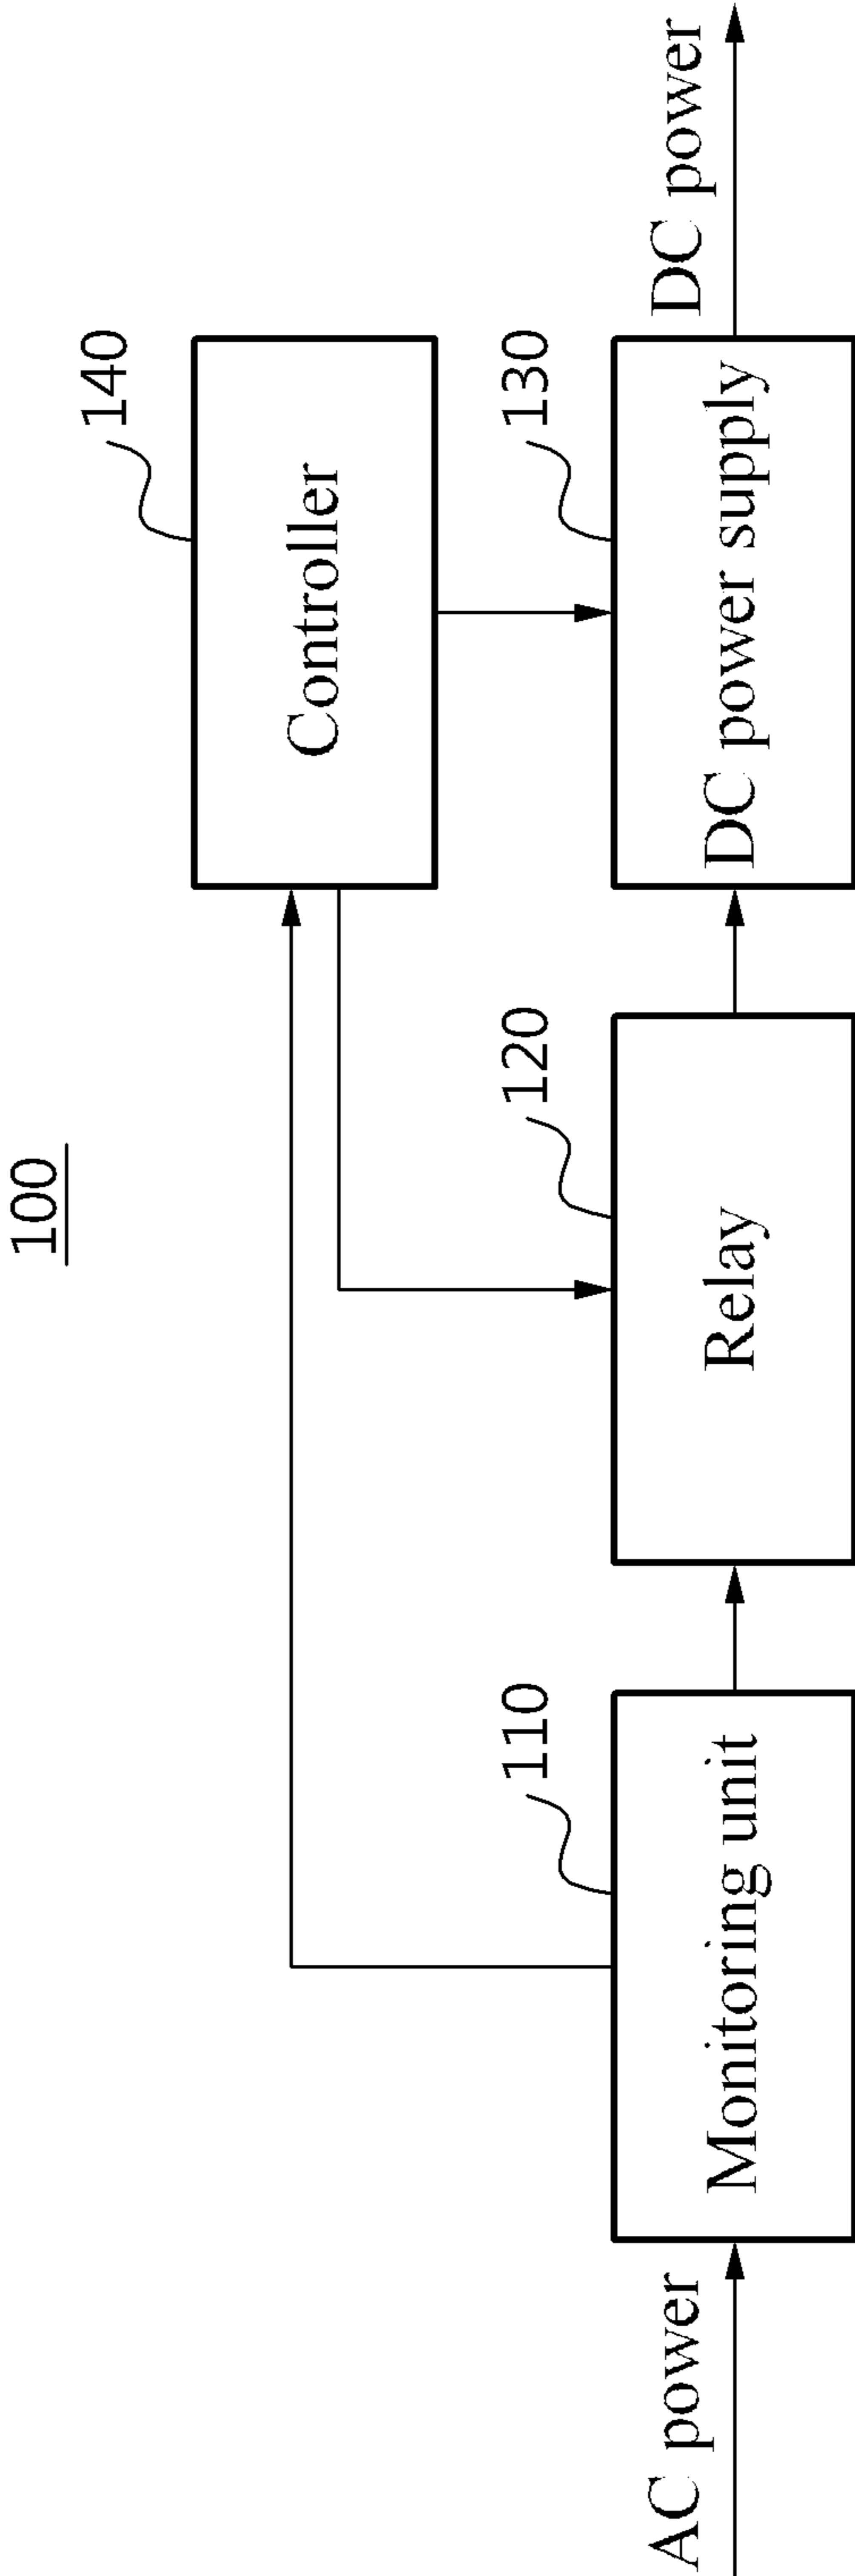 100
140
Controller
110
120
130
AC power
Monitoring unit
Relay
DC power supply
DC power